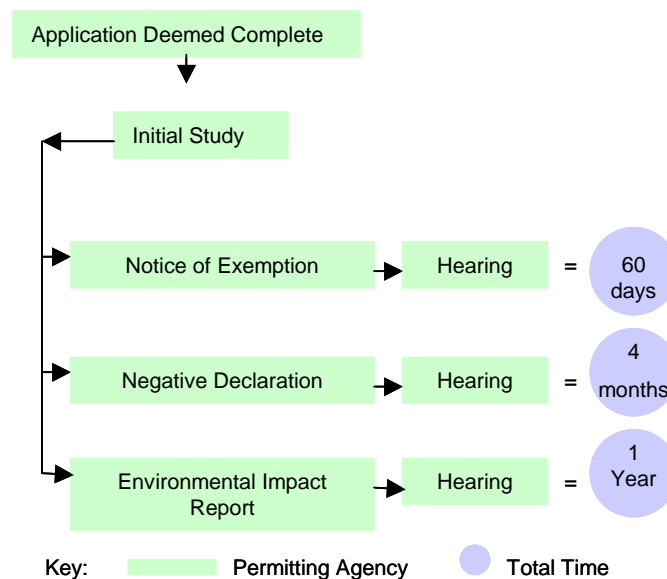 Application Deemed Complete
Initial Study
Notice of Exemption
Hearing
=
60
days
Negative Declaration
Hearing
=
4
months
Environmental Impact
Report
Hearing
=
1
Year
Key:
Permitting Agency
Total Time